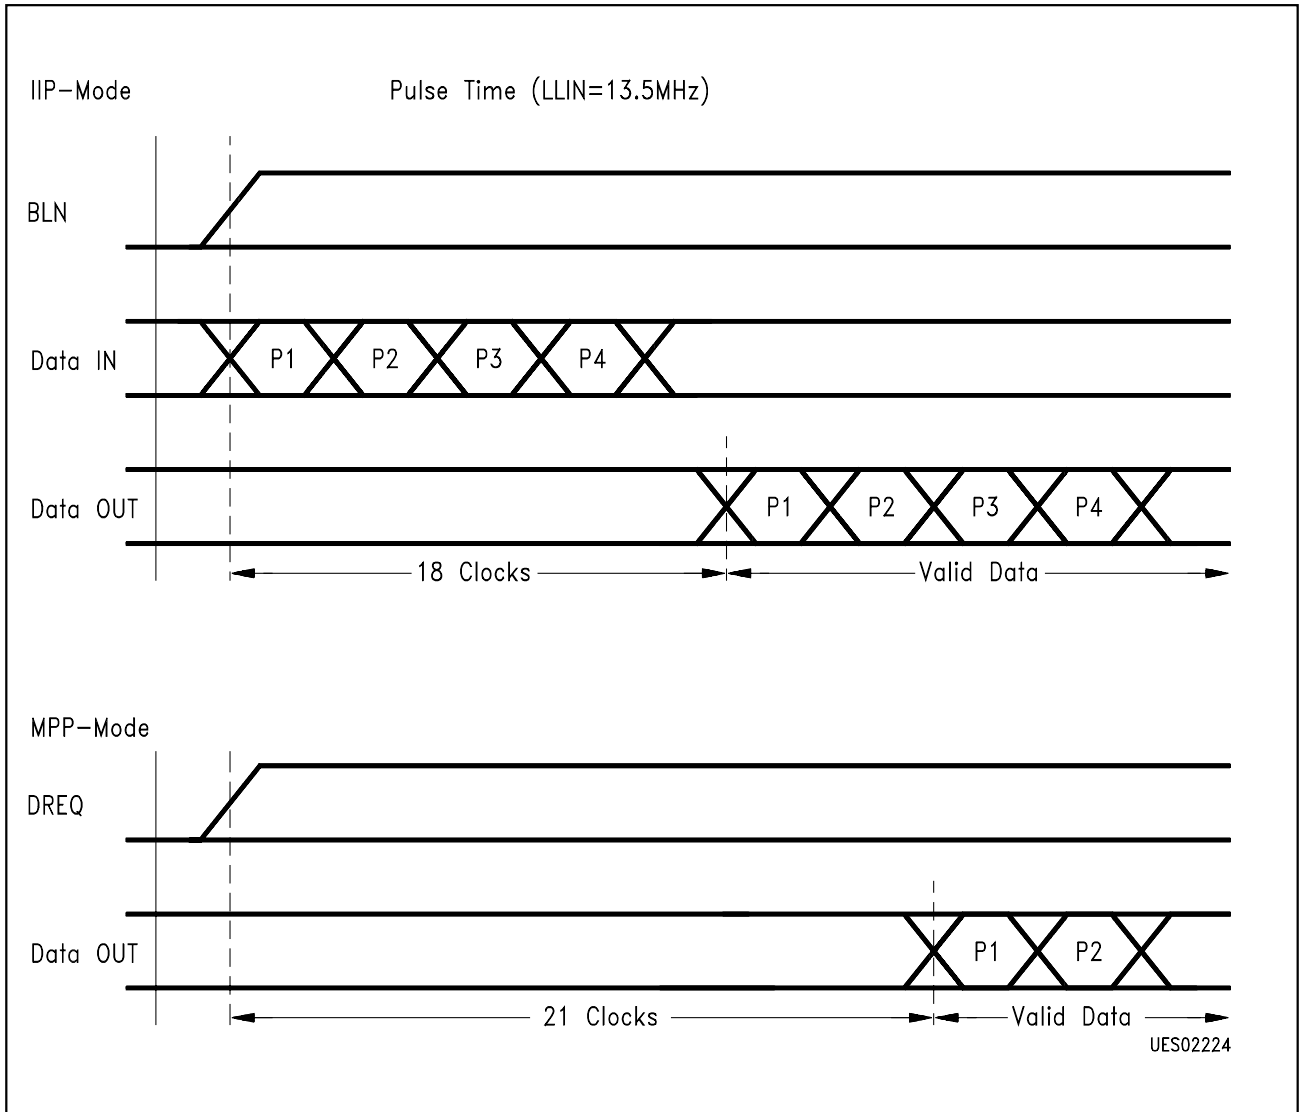 IIP-Mode
Pulse Time (LLIN=13.5MHz)
BLN
Data IN
P1
P2
P3
P4
Data OUT
P1
P2
P3
P4
18 Clocks
Valid Data
MPP-Mode
DREQ
Data OUT
P1
P2
21 Clocks
Valid Data
UES02224